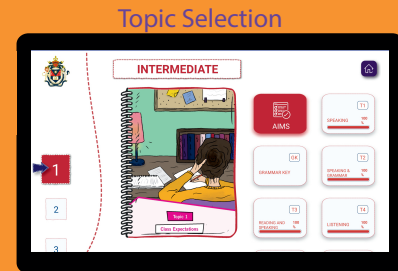 Topic Selection
INTERMEDIATE
1
2
3
Topic 1
Class Expectations
AIMS
T1
SPEAKING
100
%
GK
GRAMMAR KEY
T2
SPEAKING &
GRAMMAR
100
%
T3
READING AND
SPEAKING
100
%
T4
LISTENING
100
%